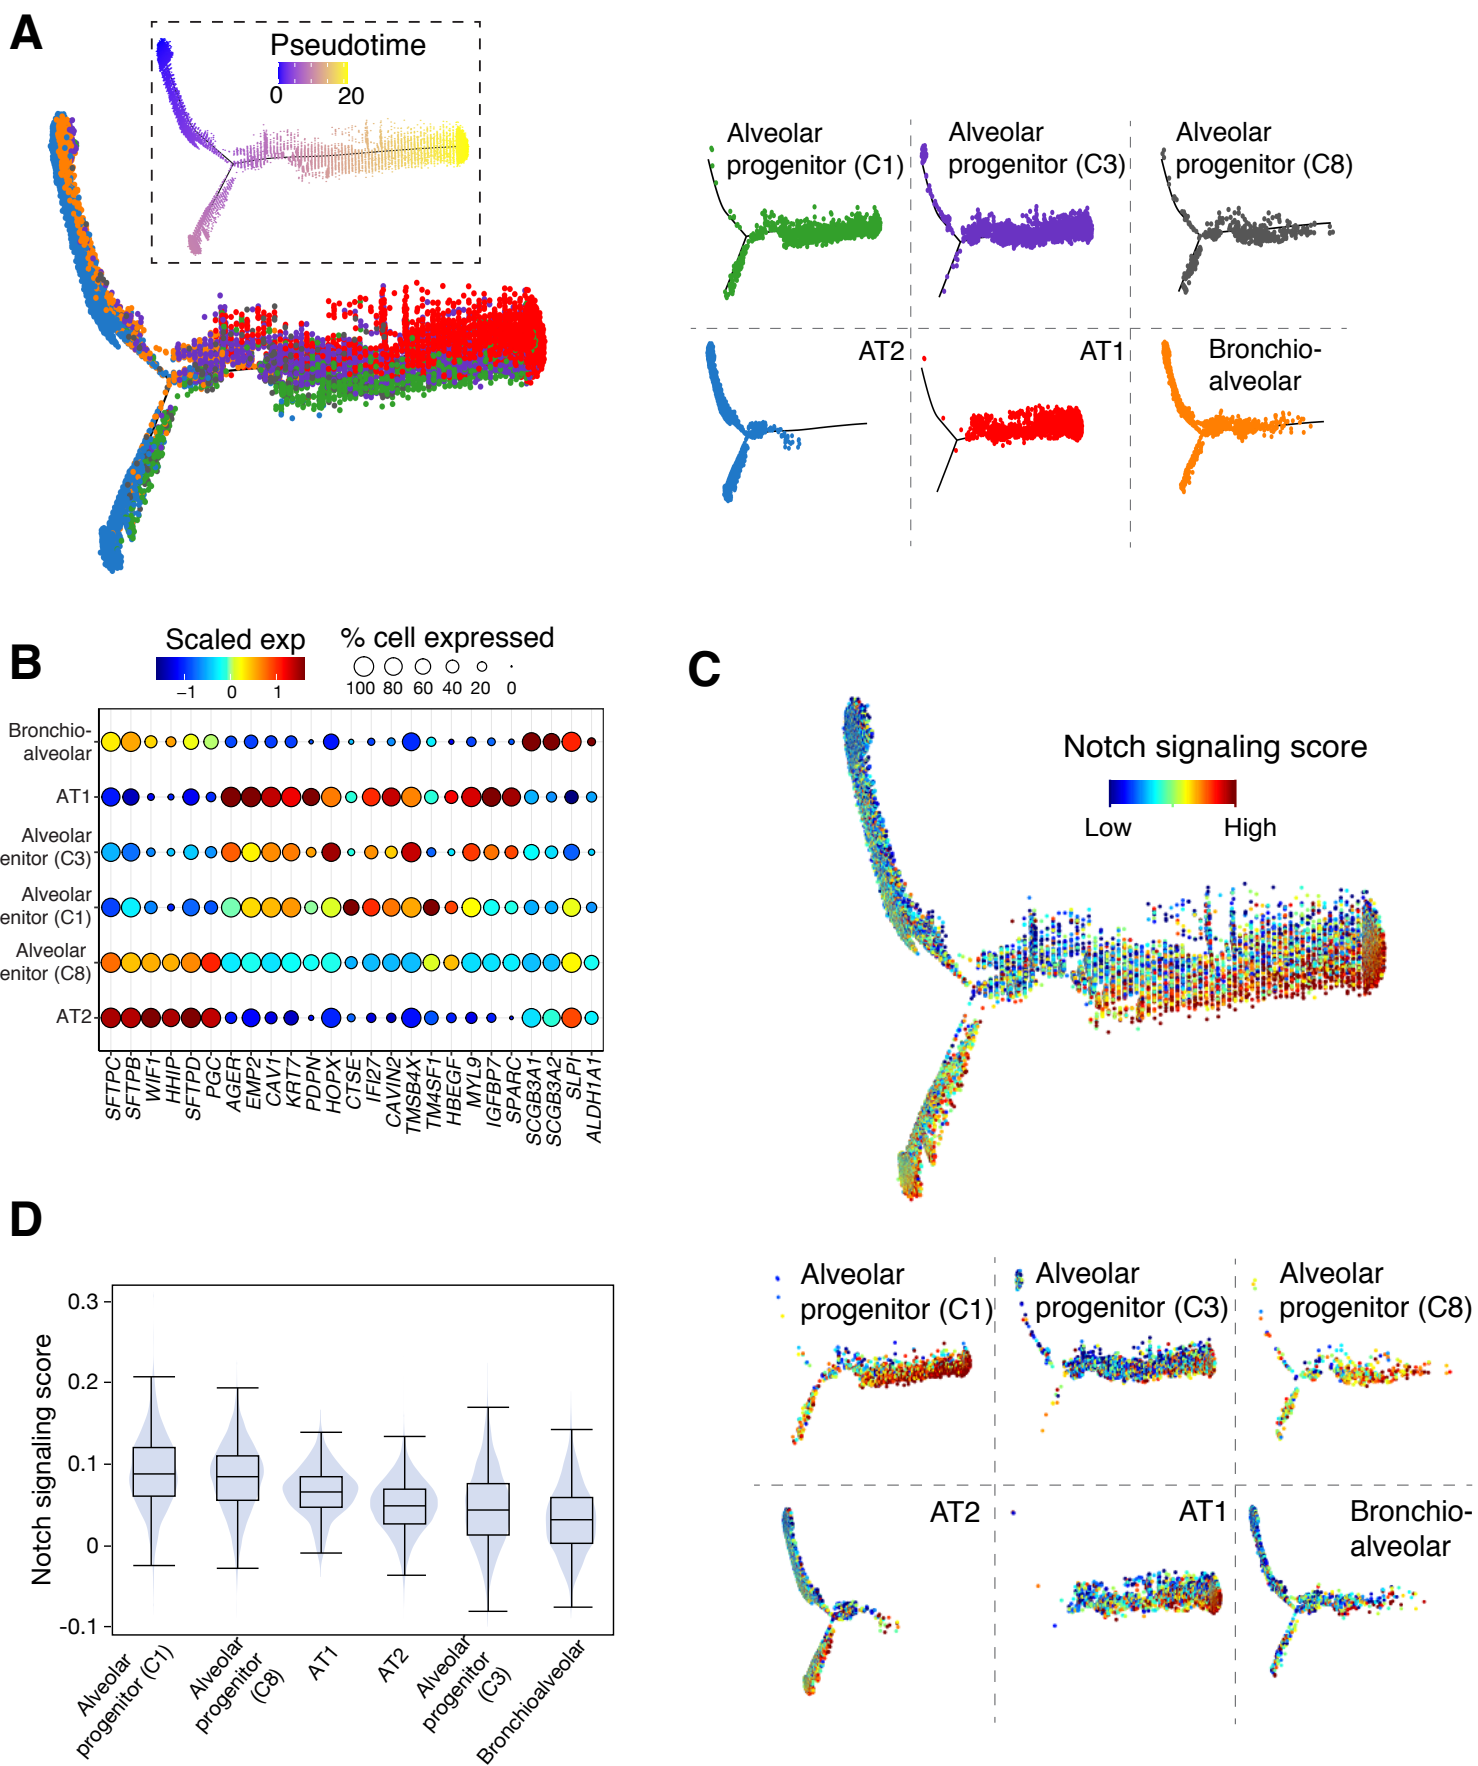 A
Pseudotime
0 20
Alveolar
progenitor (C1)
Alveolar
progenitor (C3)
Alveolar
progenitor (C8)
AT2
AT1
Bronchio-
alveolar
B
Scaled exp
−1 0 1
% cell expressed
100 80 60 40 20 0
Bronchio-
alveolar
AT1
Alveolar
enitor (C3)
Alveolar
enitor (C1)
Alveolar
enitor (C8)
AT2
SFTPC
SFTPB
WIF1
HHIP
SFTPD
PGC
AGER
EMP2
CAV1
KRT7
PDPN
HOPX
CTSE
IFI27
CAVIN2
TMSB4X
TM4SF1
HBEGF
MYL9
IGFBP7
SPARC
SCGB3A1
SCGB3A2
SLPI
ALDH1A1
C
Notch signaling score
Low High
Alveolar
progenitor (C1)
Alveolar
progenitor (C3)
Alveolar
progenitor (C8)
AT2
AT1
Bronchio-
alveolar
D
Notch signaling score
0.3
0.2
0.1
0
-0.1
Alveolar
progenitor (C1)
Alveolar
progenitor
(C8)
AT1
AT2
Alveolar
progenitor
(C3)
Bronchioalveolar